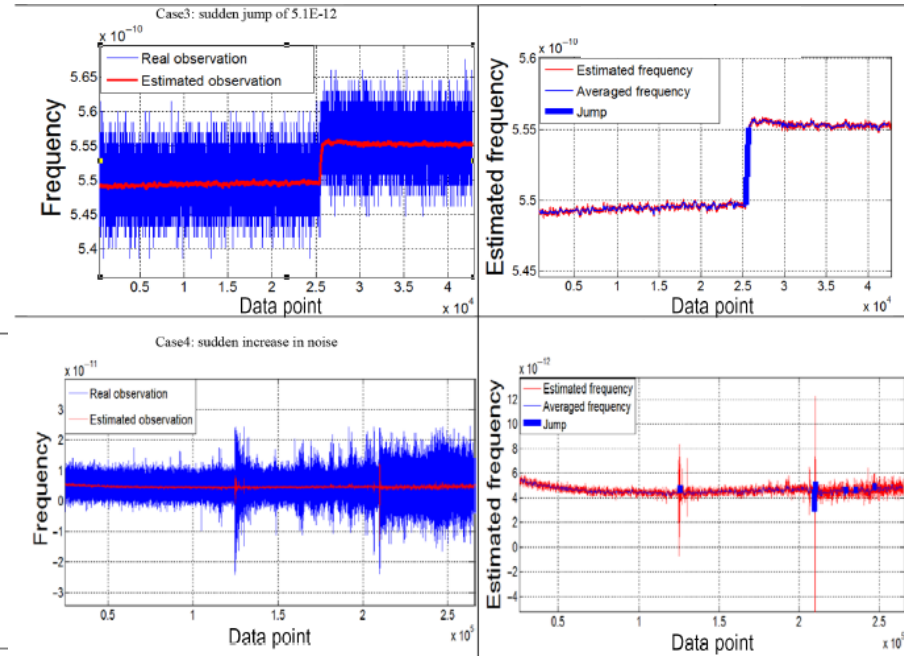 Case3: sudden jump of 5.1E-12
x 10⁻¹⁰
Real observation
Estimated observation
Frequency
5.65
5.6
5.55
5.5
5.45
5.4
0.5 1 1.5 2 2.5 3 3.5 4
Data point
x 10⁴
x 10⁻¹⁰
Estimated frequency
Averaged frequency
Jump
Estimated frequency
5.6
5.55
5.5
5.45
0.5 1 1.5 2 2.5 3 3.5 4
Data point
x 10⁴
Case4: sudden increase in noise
x 10⁻¹¹
Real observation
Estimated observation
Frequency
3
2
1
0
-1
-2
-3
0.5 1 1.5 2 2.5
Data point
x 10⁵
x 10⁻¹²
Estimated frequency
Averaged frequency
Jump
Estimated frequency
12
10
8
6
4
2
0
-2
-4
0.5 1 1.5 2 2.5
Data point
x 10⁵